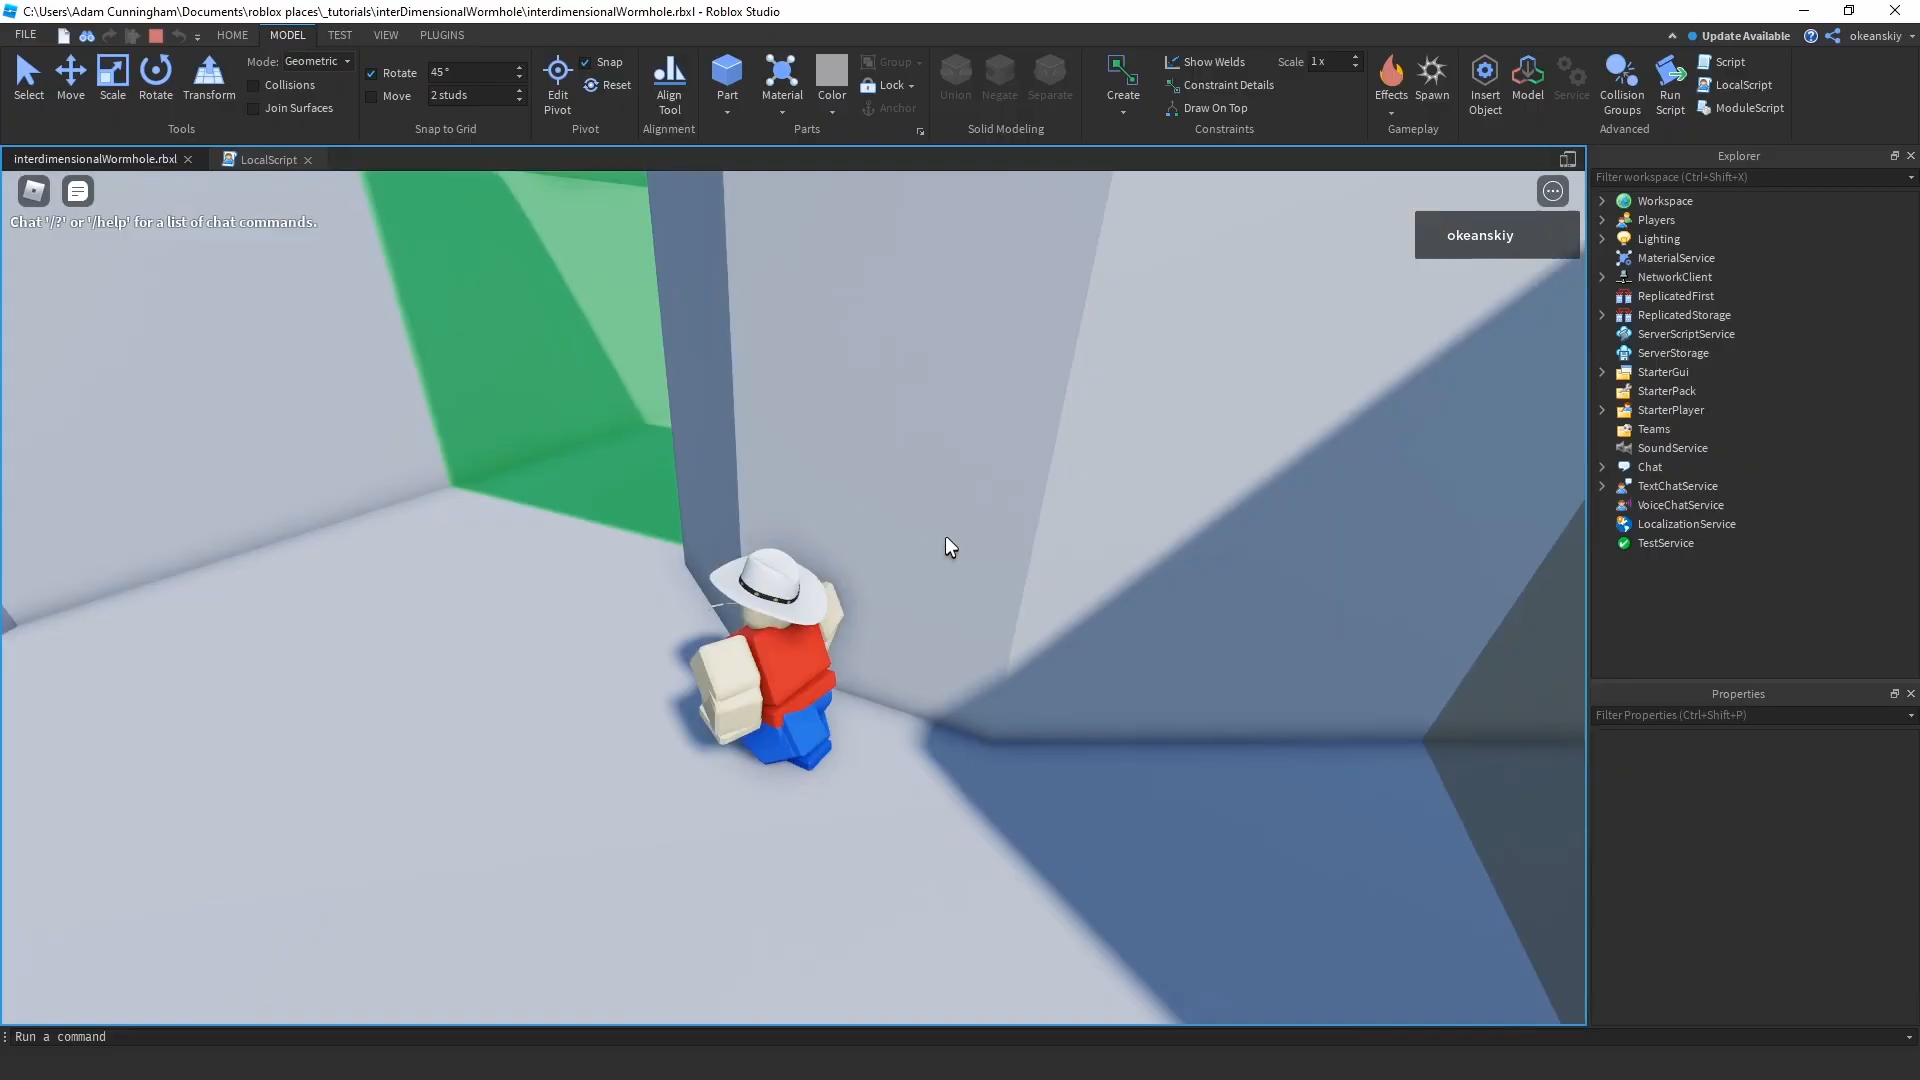 C:\Users\Adam Cunningham\Documents\roblox places\_tutorials\interDimensionalWormhole\interdimensionalWormhole.rbxl - Roblox Studio
FILE HOME MODEL TEST VIEW PLUGINS Update Available okeanskiy
Select Move Scale Rotate Transform
Mode: Geometric
Collisions
Join Surfaces
Tools
Rotate 45°
Move 2 studs
Snap to Grid
Edit Pivot
Snap
Reset
Pivot
Align Tool
Alignment
Part Material Color
Group
Lock
Anchor
Parts
Union Negate Separate
Solid Modeling
Create
Show Welds
Constraint Details
Draw On Top
Scale 1 x
Constraints
Effects Spawn
Gameplay
Insert Object
Model
Service
Collision Groups
Run Script
Script
LocalScript
ModuleScript
Advanced
interdimensionalWormhole.rbxl LocalScript
Chat '/?' or '/help' for a list of chat commands.
okeanskiy
Explorer
Filter workspace (Ctrl+Shift+X)
Workspace
Players
Lighting
MaterialService
NetworkClient
ReplicatedFirst
ReplicatedStorage
ServerScriptService
ServerStorage
StarterGui
StarterPack
StarterPlayer
Teams
SoundService
Chat
TextChatService
VoiceChatService
LocalizationService
TestService
Properties
Filter Properties (Ctrl+Shift+P)
Run a command